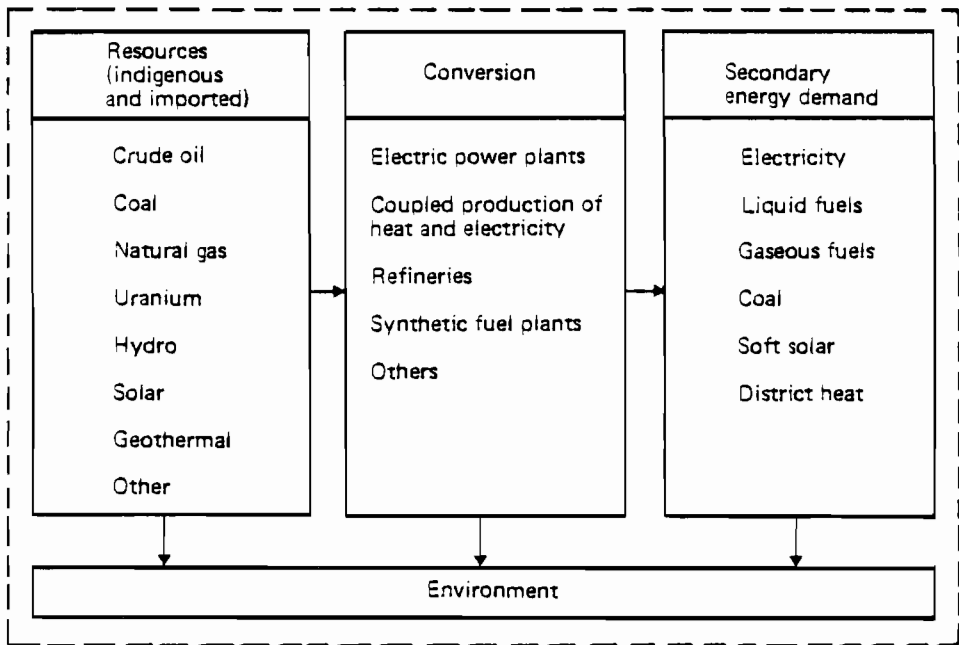 Resources
(indigenous
and imported)
Crude oil
Coal
Natural gas
Uranium
Hydro
Solar
Geothermal
Other
Conversion
Electric power plants
Coupled production of
heat and electricity
Refineries
Synthetic fuel plants
Others
Secondary
energy demand
Electricity
Liquid fuels
Gaseous fuels
Coal
Soft solar
District heat
Environment